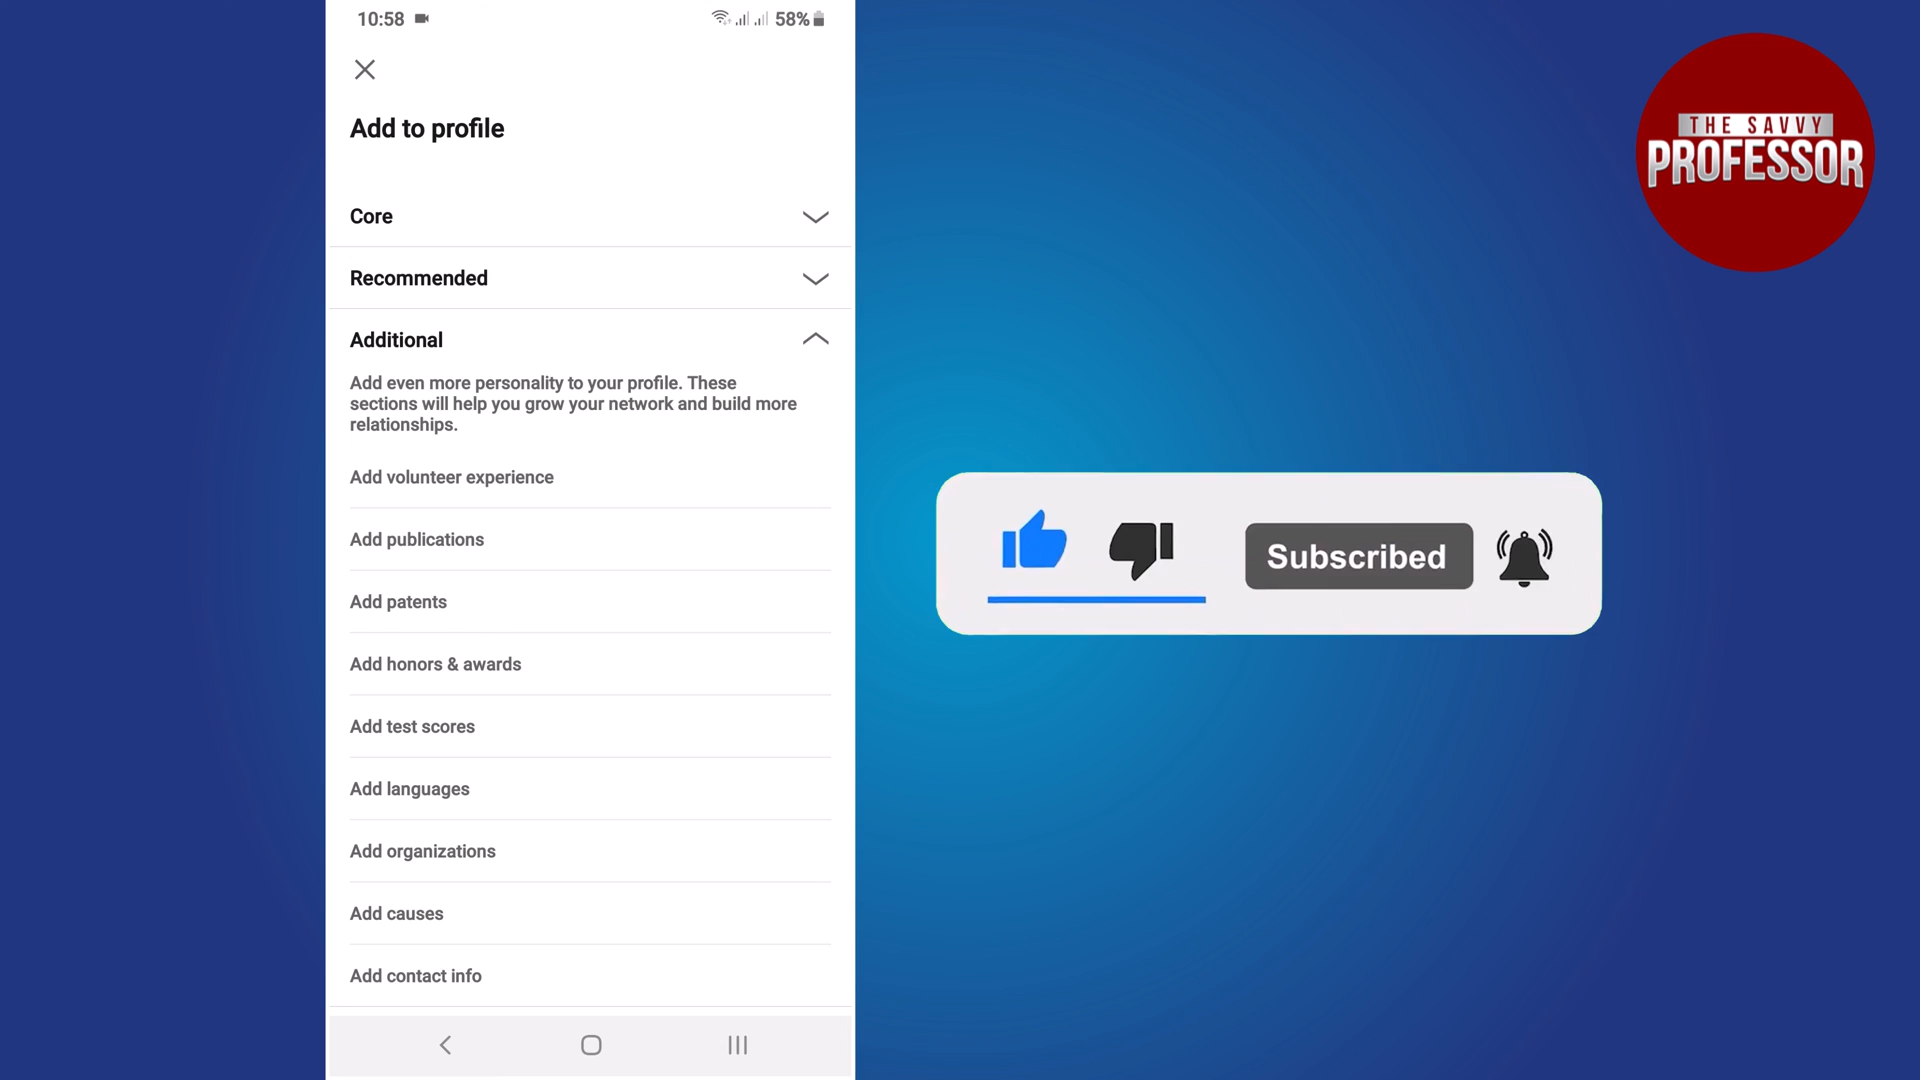 10:58
58%
Add to profile
Core
Recommended
Additional
Add even more personality to your profile. These
sections will help you grow your network and build more
relationships.
Add volunteer experience
Add publications
Add patents
Add honors & awards
Add test scores
Add languages
Add organizations
Add causes
Add contact info
THE SAVVY
PROFESSOR
Subscribed